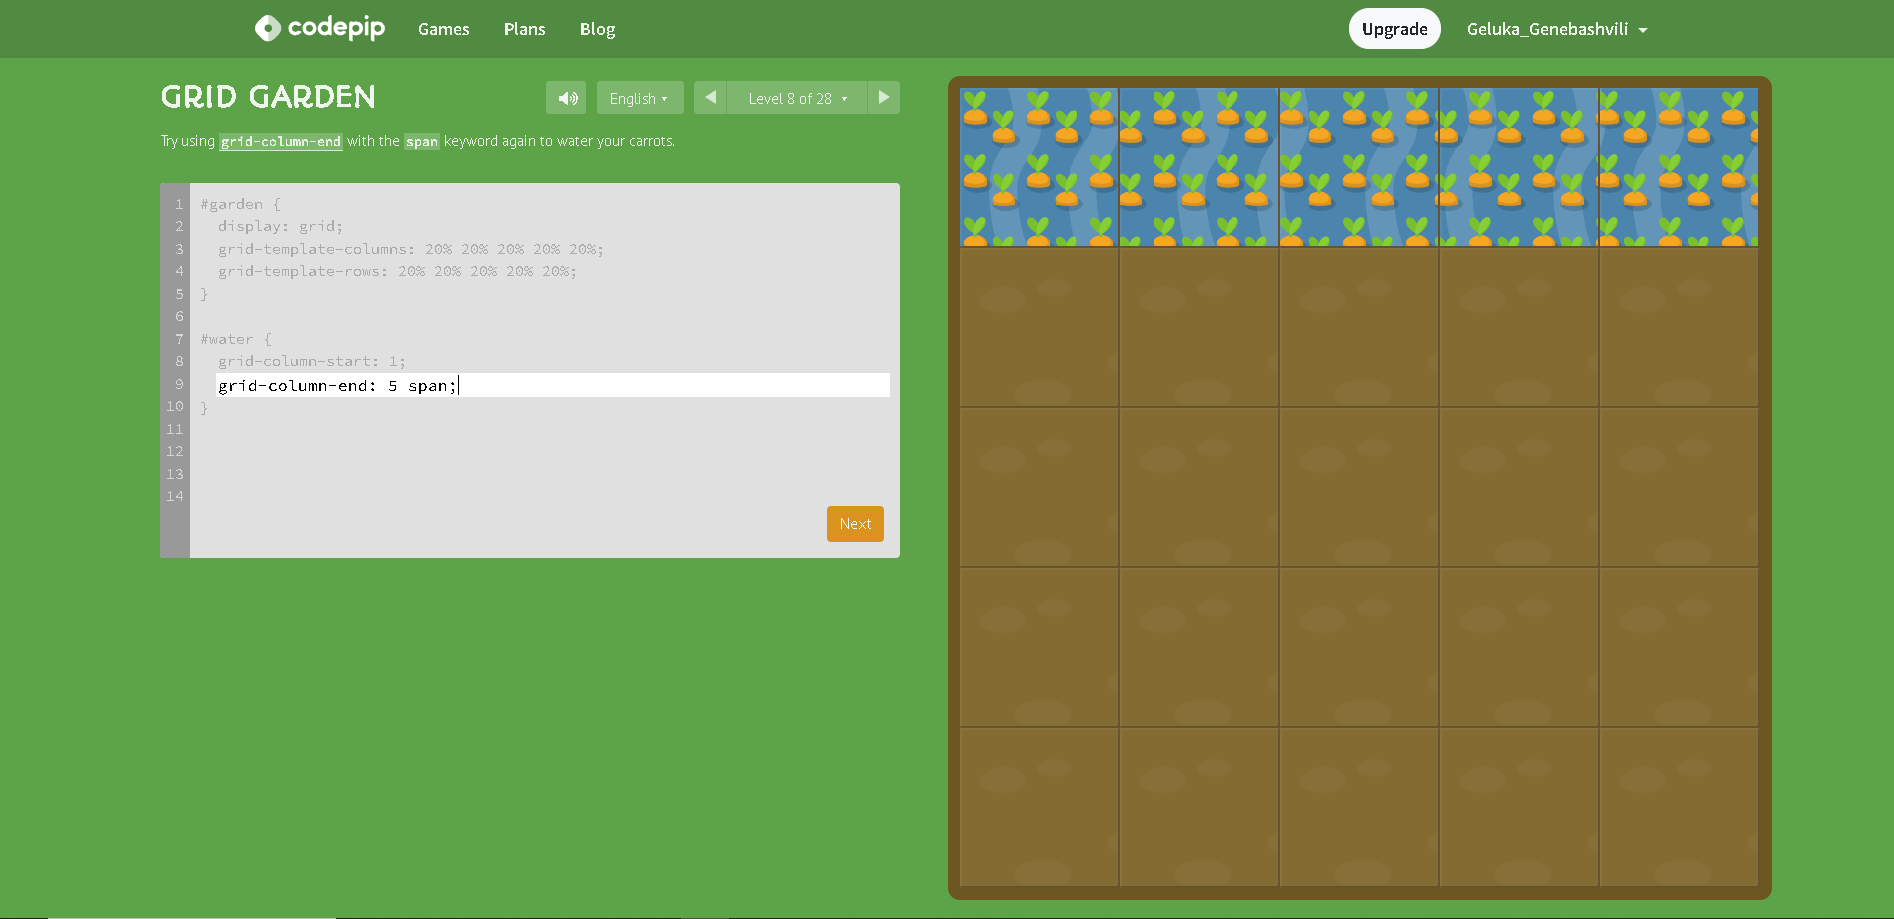 codepip Games Plans Blog Upgrade Geluka_Genebashvili
GRID GARDEN English Level 8 of 28
Try using grid-column-end with the span keyword again to water your carrots.
1 #garden {
2 display: grid;
3 grid-template-columns: 20% 20% 20% 20% 20%;
4 grid-template-rows: 20% 20% 20% 20% 20%;
5 }
6
7 #water {
8 grid-column-start: 1;
9 grid-column-end: 5 span;
10 }
11
12
13
14
Next